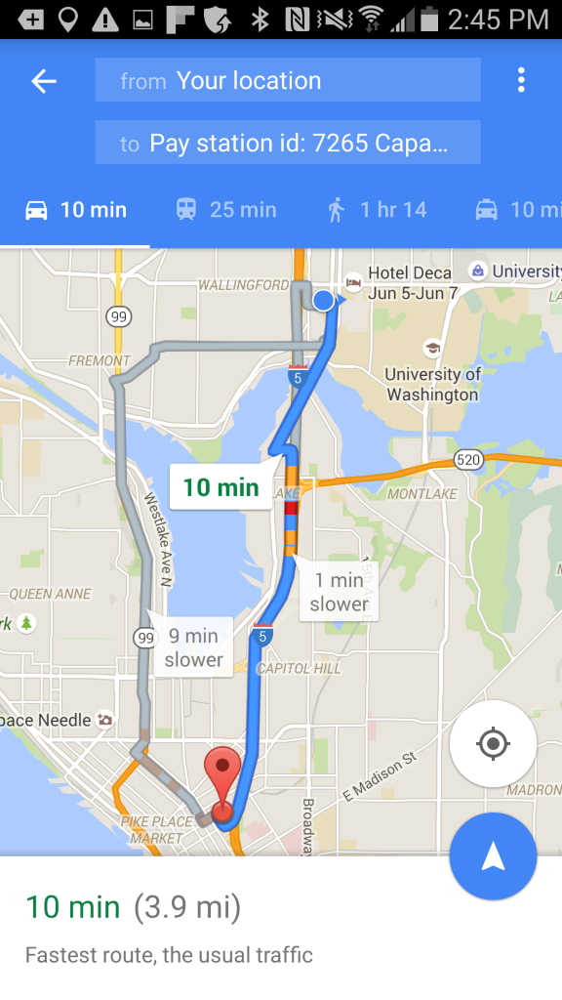 2:45 PM
from Your location
to Pay station id: 7265 Capa...
10 min 25 min 1 hr 14 10 mi
WALLINGFORD
Hotel Deca
Jun 5-Jun 7
University
99
FREMONT
5
University of
Washington
520
10 min
LAKE
MONTLAKE
Westlake Ave N
1 min
slower
15th Ave E
QUEEN ANNE
rk
99
9 min
slower
5
CAPITOL HILL
pace Needle
E Madison St
MADRON
PIKE PLACE
MARKET
Broadway
10 min (3.9 mi)
Fastest route, the usual traffic